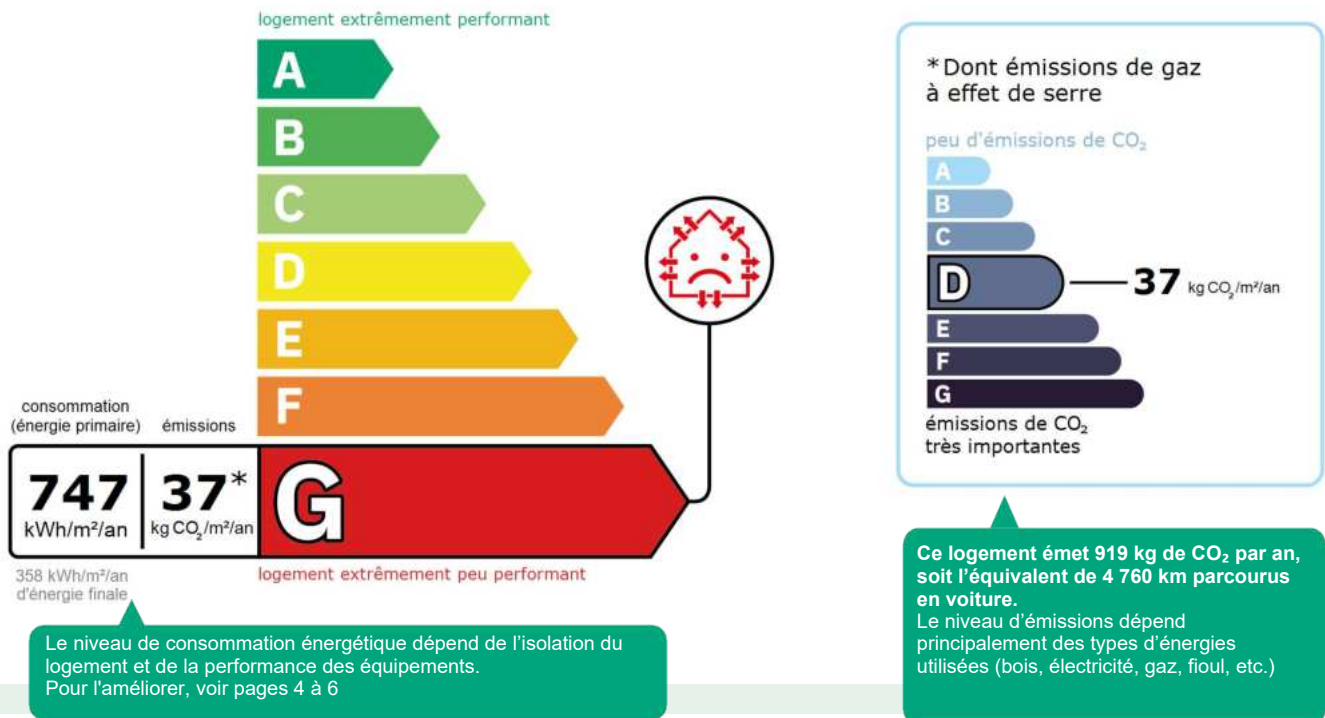 logement extrêmement performant
A
B
C
D
E
F
consommation
(énergie primaire)
émissions
747
kWh/m²/an
37*
kg CO₂/m²/an
G
358 kWh/m²/an
d'énergie finale
logement extrêmement peu performant
Le niveau de consommation énergétique dépend de l'isolation du
logement et de la performance des équipements.
Pour l'améliorer, voir pages 4 à 6
*Dont émissions de gaz
à effet de serre
peu d'émissions de CO₂
A
B
C
D
37 kg CO₂/m²/an
E
F
G
émissions de CO₂
très importantes
Ce logement émet 919 kg de CO₂ par an,
soit l'équivalent de 4 760 km parcourus
en voiture.
Le niveau d'émissions dépend
principalement des types d'énergies
utilisées (bois, électricité, gaz, fioul, etc.)